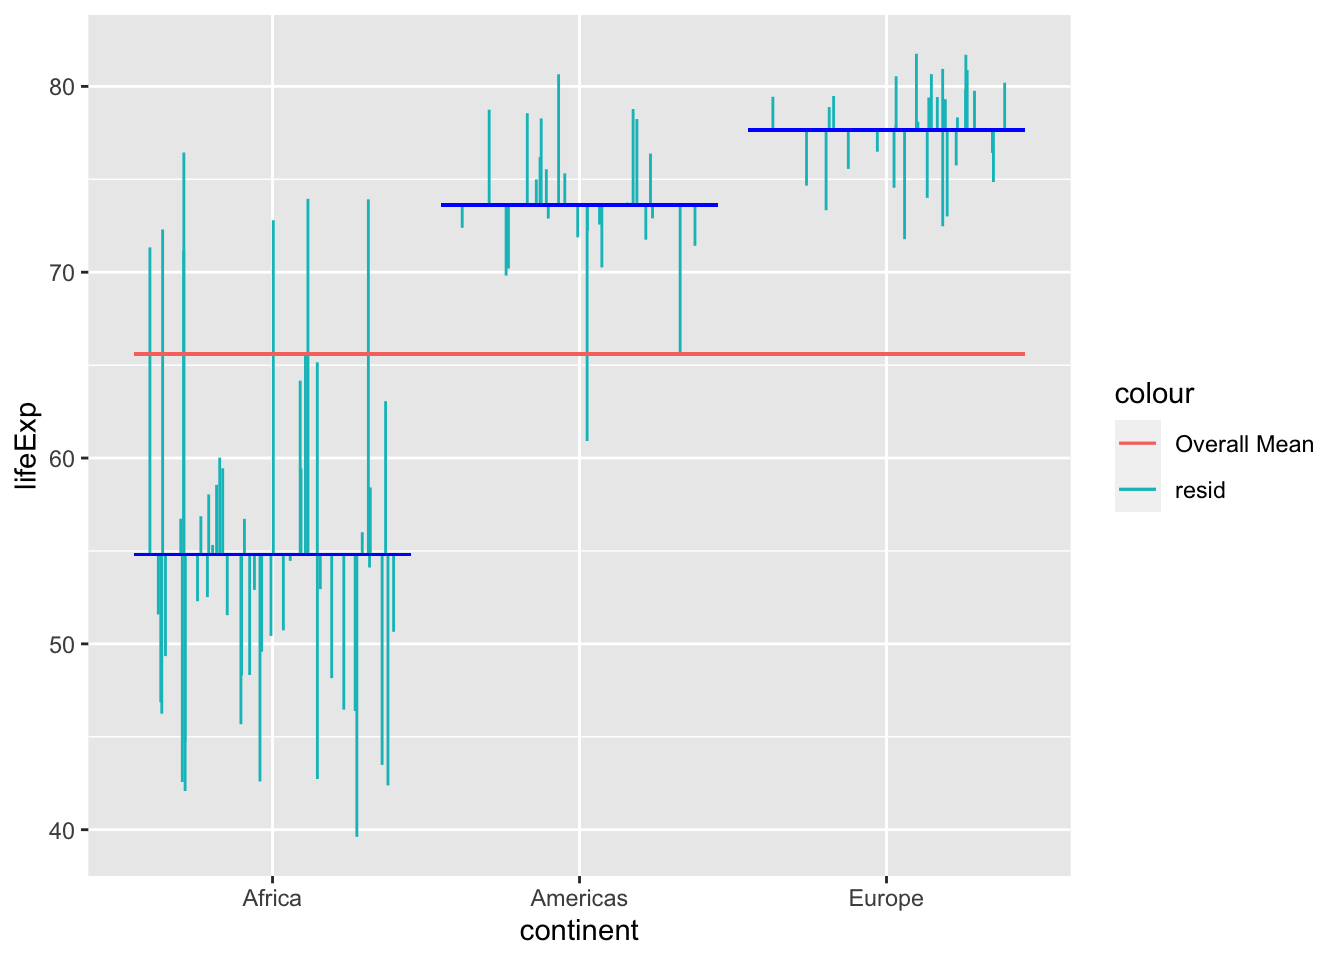 80
70
60
50
40
lifeExp
Africa
Americas
Europe
continent
colour
Overall Mean
resid